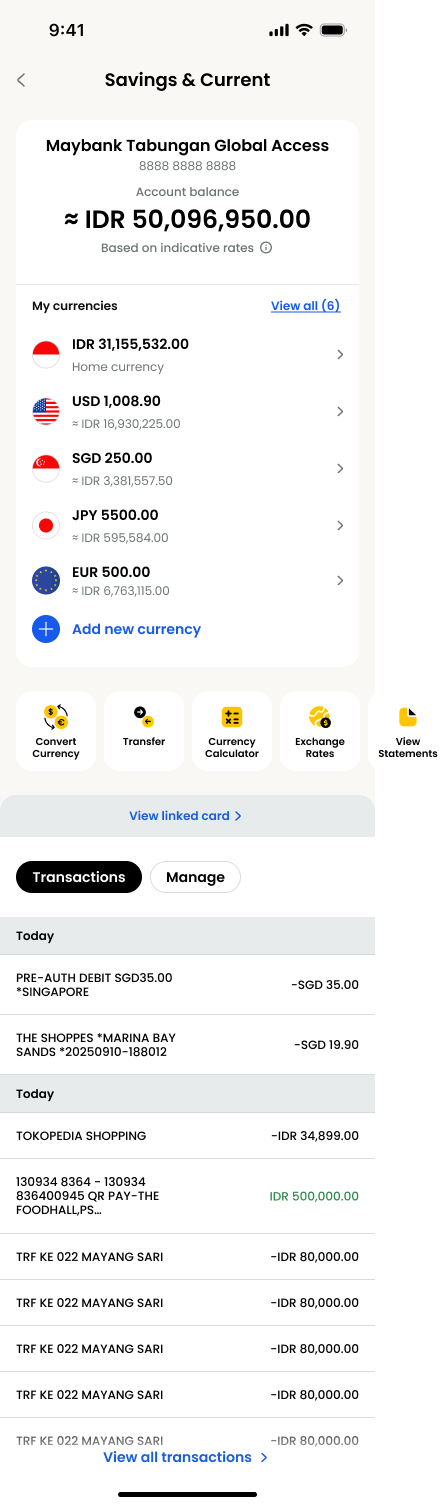 9:41
Savings & Current
Maybank Tabungan Global Access
8888 8888 8888
Account balance
≈ IDR 50,096,950.00
Based on indicative rates
My currencies
View all (6)
IDR 31,155,532.00
Home currency
USD 1,008.90
≈ IDR 16,930,225.00
SGD 250.00
≈ IDR 3,381,557.50
JPY 5500.00
≈ IDR 595,584.00
EUR 500.00
≈ IDR 6,763,115.00
Add new currency
Convert
Currency
Transfer
Currency
Calculator
Exchange
Rates
View
Statements
View linked card
Transactions
Manage
Today
PRE-AUTH DEBIT SGD35.00
*SINGAPORE
-SGD 35.00
THE SHOPPES *MARINA BAY
SANDS *20250910-188012
-SGD 19.90
Today
TOKOPEDIA SHOPPING
-IDR 34,899.00
130934 8364 - 130934
836400945 QR PAY-THE
FOODHALL,PS...
IDR 500,000.00
TRF KE 022 MAYANG SARI
-IDR 80,000.00
TRF KE 022 MAYANG SARI
-IDR 80,000.00
TRF KE 022 MAYANG SARI
-IDR 80,000.00
TRF KE 022 MAYANG SARI
-IDR 80,000.00
TRF KE 022 MAYANG SARI
-IDR 80,000.00
View all transactions